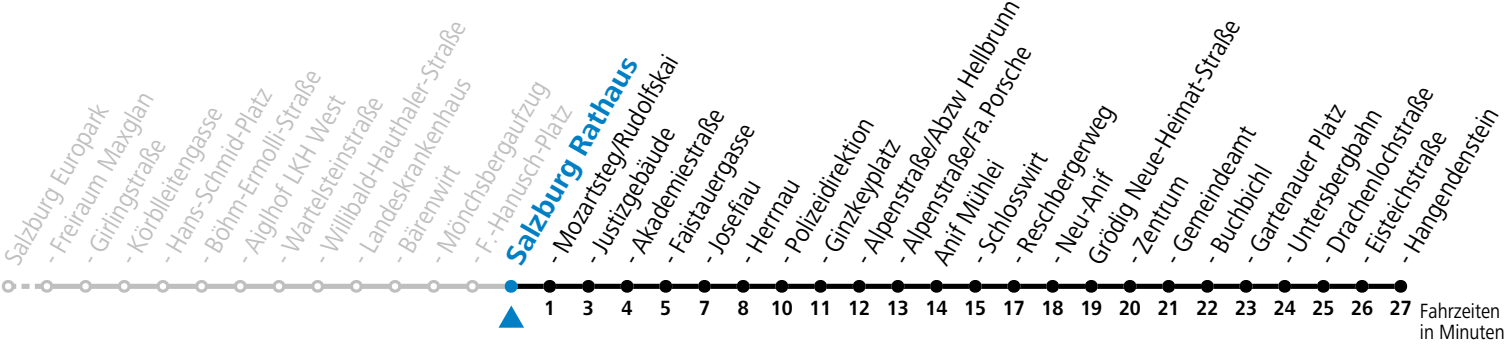 Salzburg Europark
- Freiraum Maxglan
- Girlingstraße
- Körblleitengasse
- Hans-Schmid-Platz
- Böhm-Ermolli-Straße
- Aiglhof LKH West
- Wartelsteinstraße
- Willibald-Hauthaler-Straße
- Landeskrankenhaus
- Bärenwirt
- Mönchsbergaufzug
- F.-Hanusch-Platz
Salzburg Rathaus
- Mozartsteg/Rudolfskai
- Justizgebäude
- Akademiestraße
- Faistauergasse
- Josefiau
- Herrnau
- Polizeidirektion
- Ginzkeyplatz
- Alpenstraße/Abzw Hellbrunn
- Alpenstraße/Fa. Porsche
Anif Mühlei
- Schlosswirt
- Reschbergerweg
- Neu-Anif
Grödig Neue-Heimat-Straße
- Zentrum
- Gemeindeamt
- Buchbichl
- Gartenauer Platz
- Untersbergbahn
- Drachenlochstraße
- Eisteichstraße
- Hangendenstein
1 3 4 5 7 8 10 11 12 13 14 15 17 18 19 20 21 22 23 24 25 26 27 Fahrzeiten
in Minuten